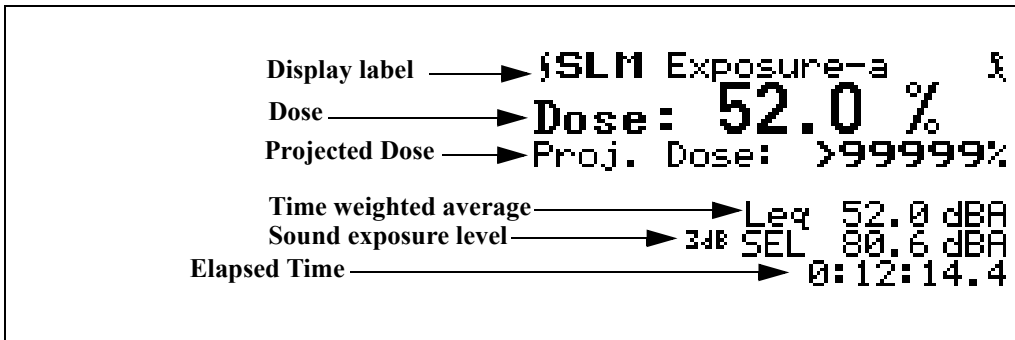 Display label SLM Exposure-a
Dose Dose: 52.0 %
Projected Dose Proj. Dose: >99999%
Time weighted average Leq 52.0 dBA
Sound exposure level 3dB SEL 80.6 dBA
Elapsed Time 0:12:14.4